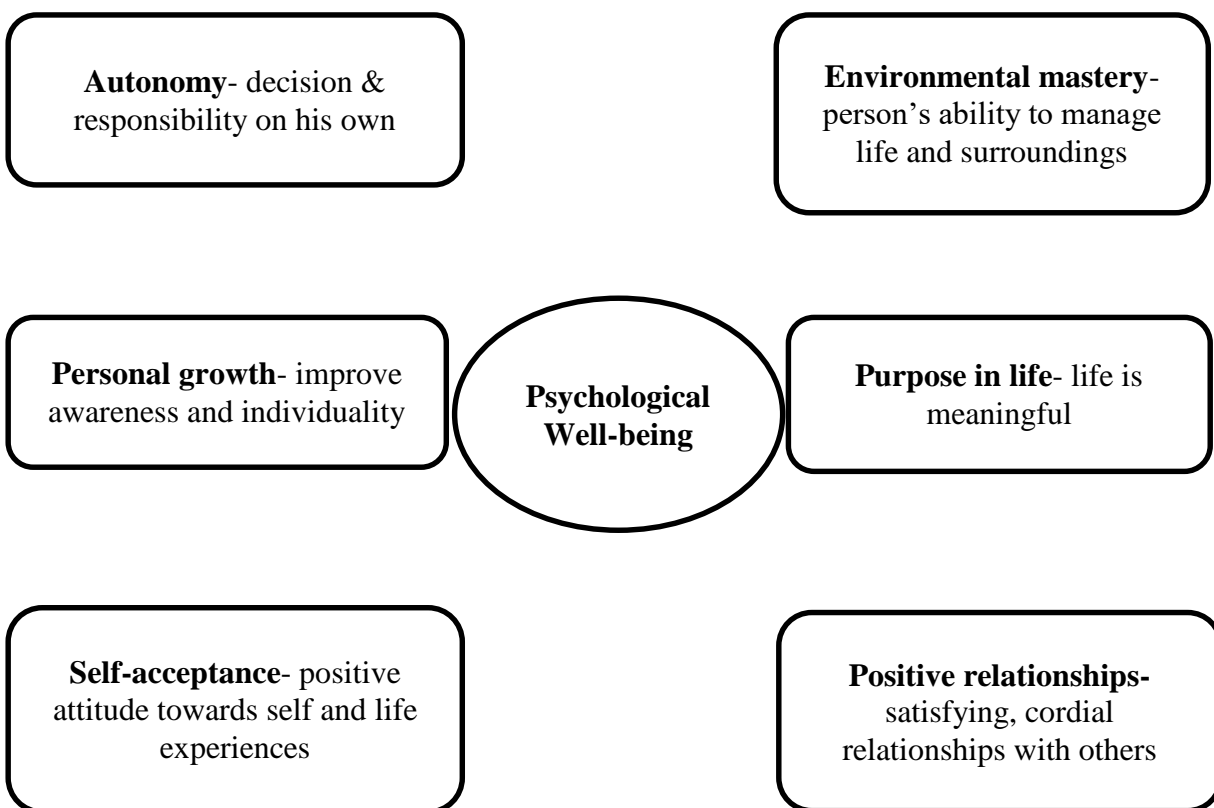 Autonomy- decision &
responsibility on his own
Environmental mastery-
person’s ability to manage
life and surroundings
Personal growth- improve
awareness and individuality
Psychological
Well-being
Purpose in life- life is
meaningful
Self-acceptance- positive
attitude towards self and life
experiences
Positive relationships-
satisfying, cordial
relationships with others